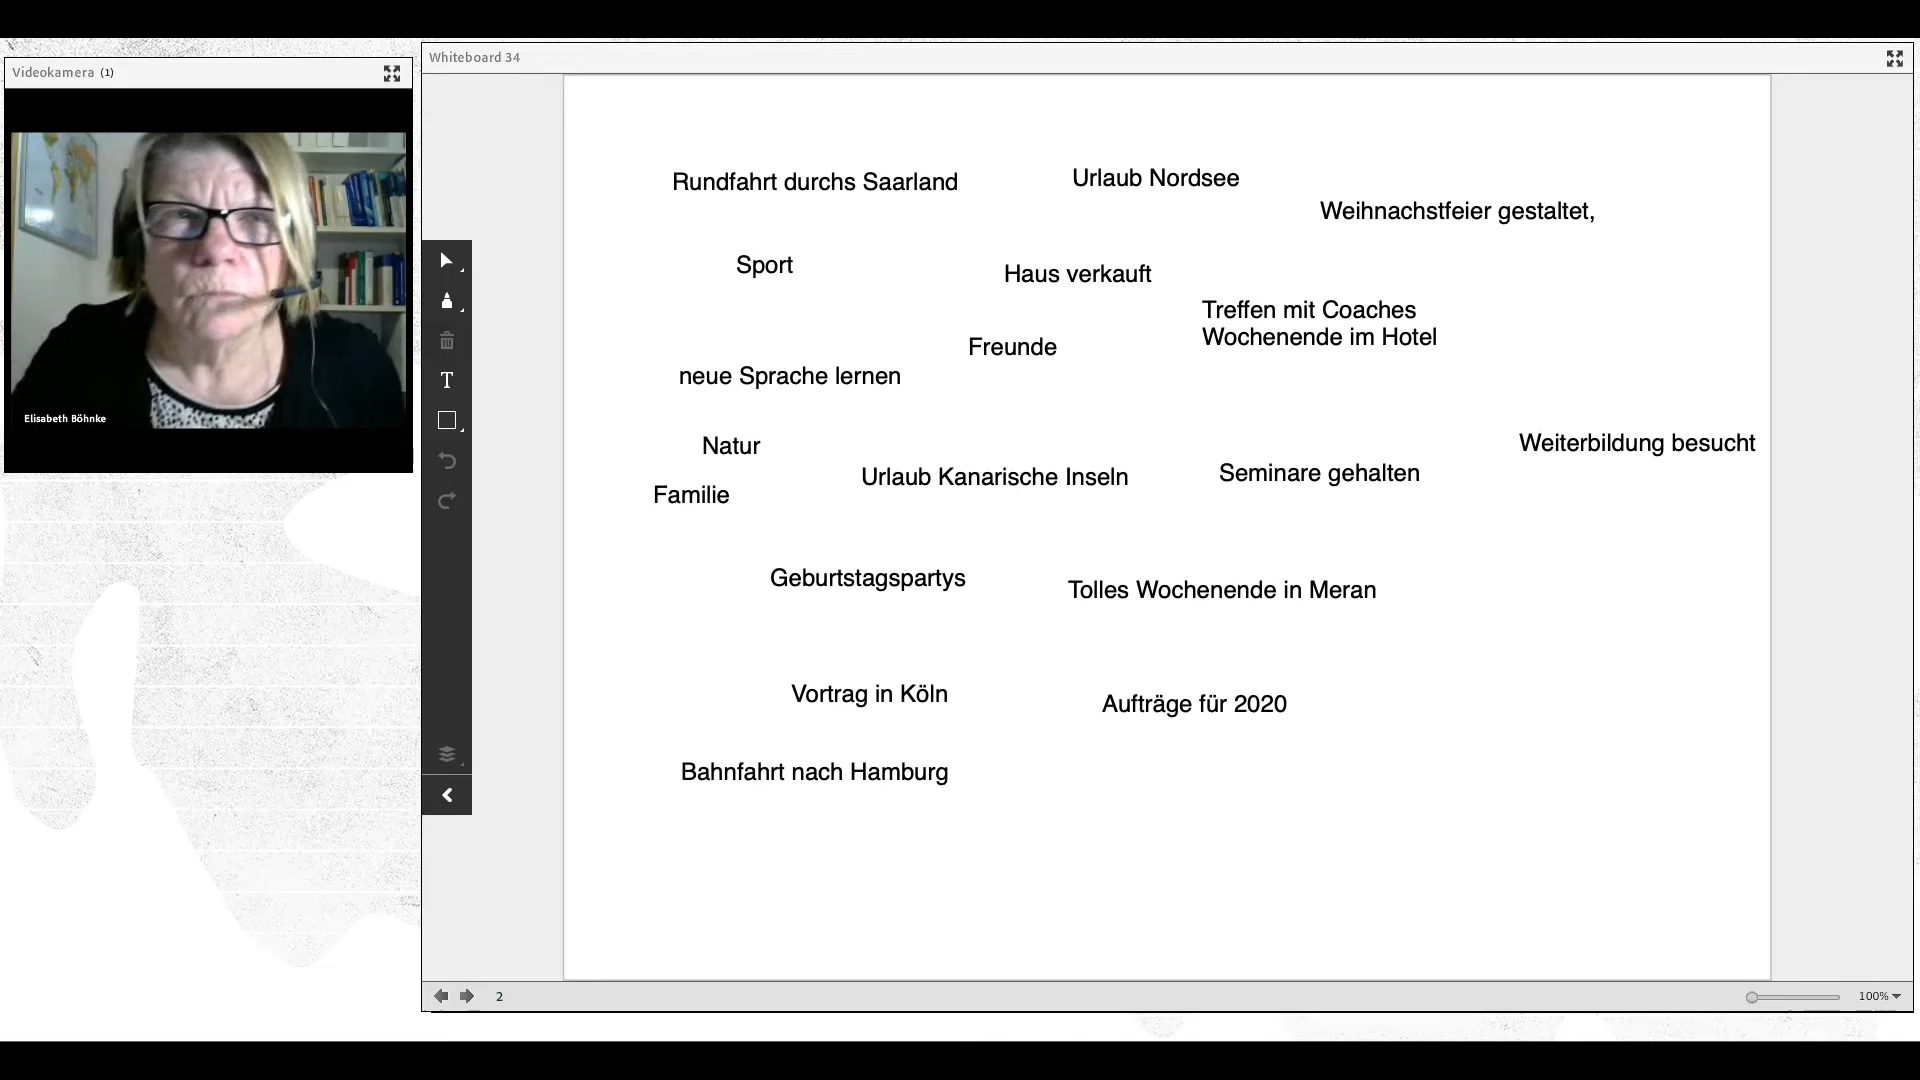 Whiteboard 34
Videokamera (1)
Elisabeth Böhnke
Rundfahrt durchs Saarland
Urlaub Nordsee
Weihnachstfeier gestaltet,
Sport
Haus verkauft
Treffen mit Coaches
Wochenende im Hotel
Freunde
neue Sprache lernen
Natur
Weiterbildung besucht
Urlaub Kanarische Inseln
Seminare gehalten
Familie
Geburtstagspartys
Tolles Wochenende in Meran
Vortrag in Köln
Aufträge für 2020
Bahnfahrt nach Hamburg
2
100%